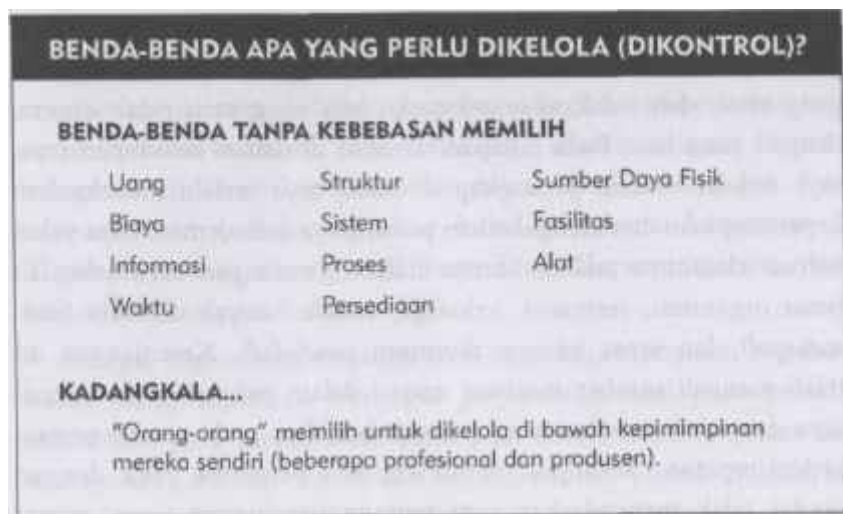 BENDA-BENDA APA YANG PERLU DIKELOLA (DIKONTROL)?
BENDA-BENDA TANPA KEBEBASAN MEMILIH
Uang Struktur Sumber Daya Fisik
Biaya Sistem Fasilitas
Informasi Proses Alat
Waktu Persediaan
KADANGKALA...
"Orang-orang" memilih untuk dikelola di bawah kepimimpinan
mereka sendiri (beberapa profesional dan produsen).